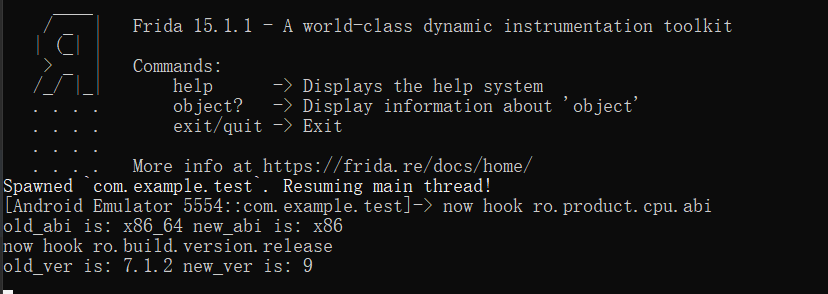 Frida 15.1.1 - A world-class dynamic instrumentation toolkit
Commands:
help -> Displays the help system
object? -> Display information about 'object'
exit/quit -> Exit
More info at https://frida.re/docs/home/
Spawned `com.example.test`. Resuming main thread!
[Android Emulator 5554::com.example.test]-> now hook ro.product.cpu.abi
old_abi is: x86_64 new_abi is: x86
now hook ro.build.version.release
old_ver is: 7.1.2 new_ver is: 9